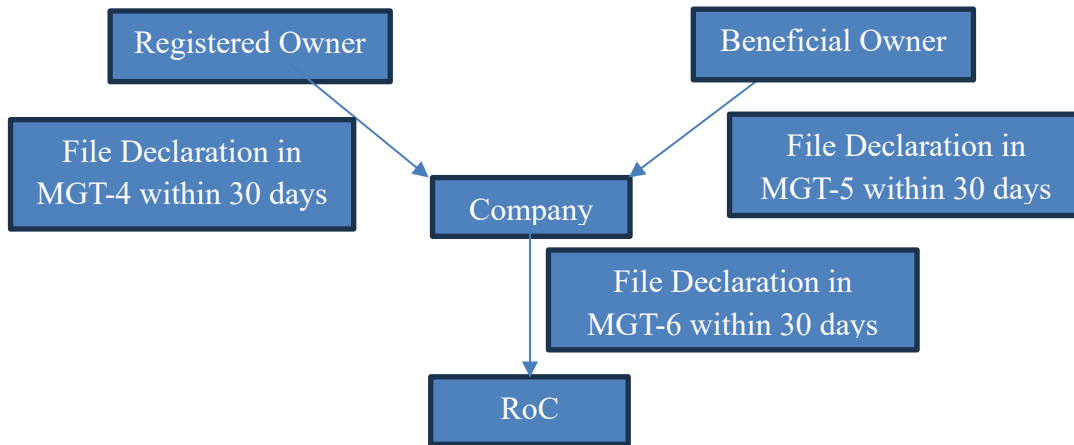 Registered Owner
Beneficial Owner
File Declaration in
MGT-4 within 30 days
File Declaration in
MGT-5 within 30 days
Company
File Declaration in
MGT-6 within 30 days
RoC